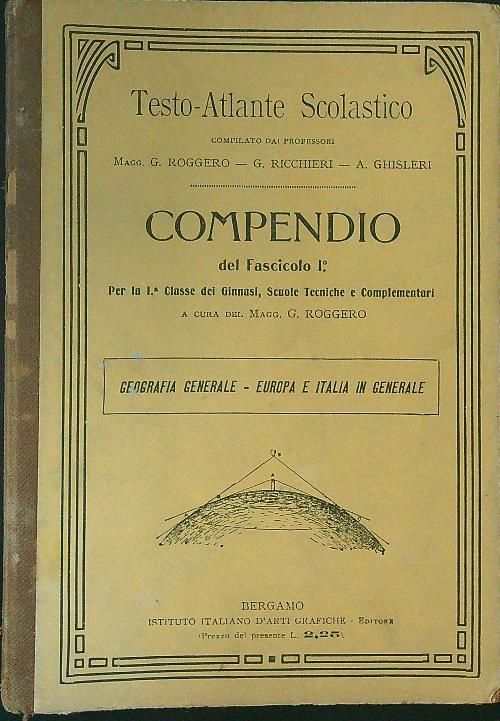 Testo-Atlante Scolastico
COMPILATO DAI PROFESSORI
MAGG. G. ROGGERO — G. RICCHIERI — A. GHISLERI
COMPENDIO
del Fascicolo I.º
Per la 1.ª Classe dei Ginnasi, Scuole Tecniche e Complementari
A CURA DEL MAGG. G. ROGGERO
GEOGRAFIA GENERALE - EUROPA E ITALIA IN GENERALE
BERGAMO
ISTITUTO ITALIANO D'ARTI GRAFICHE - EDITORE
(Prezzo del presente L. 2,25).